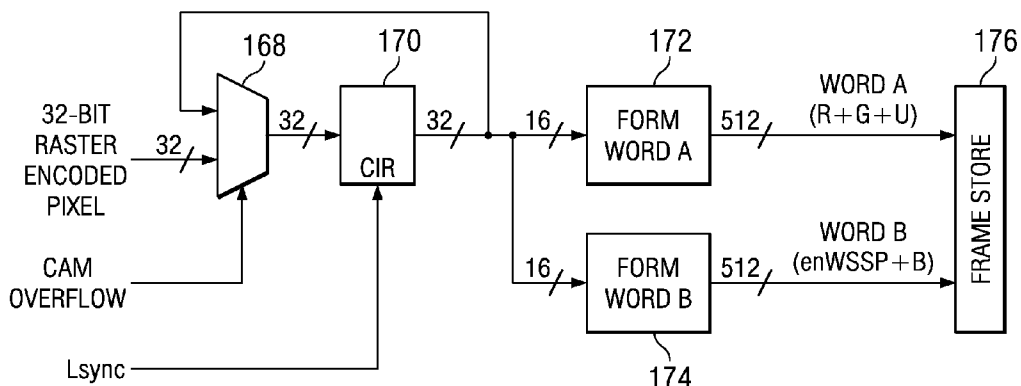 168
170
172
176
32-BIT
RASTER
ENCODED
PIXEL
32
32
32
CIR
16
FORM
WORD A
512
WORD A
(R+G+U)
FRAME STORE
CAM
OVERFLOW
16
FORM
WORD B
512
WORD B
(enWSSP+B)
Lsync
174